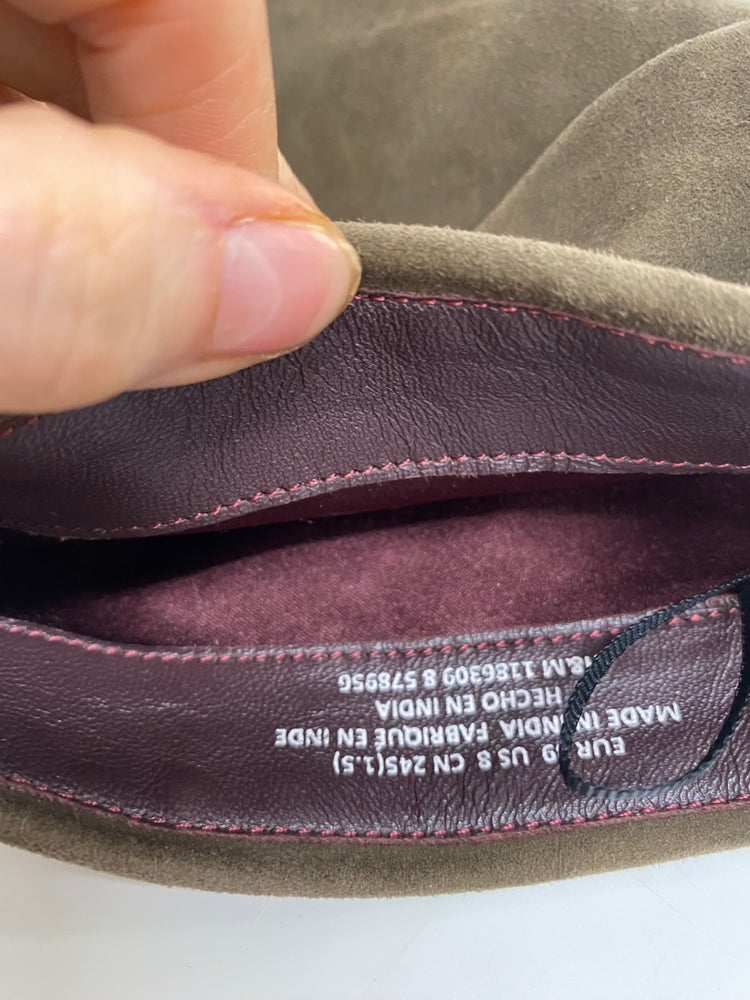 EUR 39 US 8 CN 245(1.5)
MADE IN INDIA FABRIQUÉ EN INDE
HECHO EN INDIA
H&M 1186309 8 578956